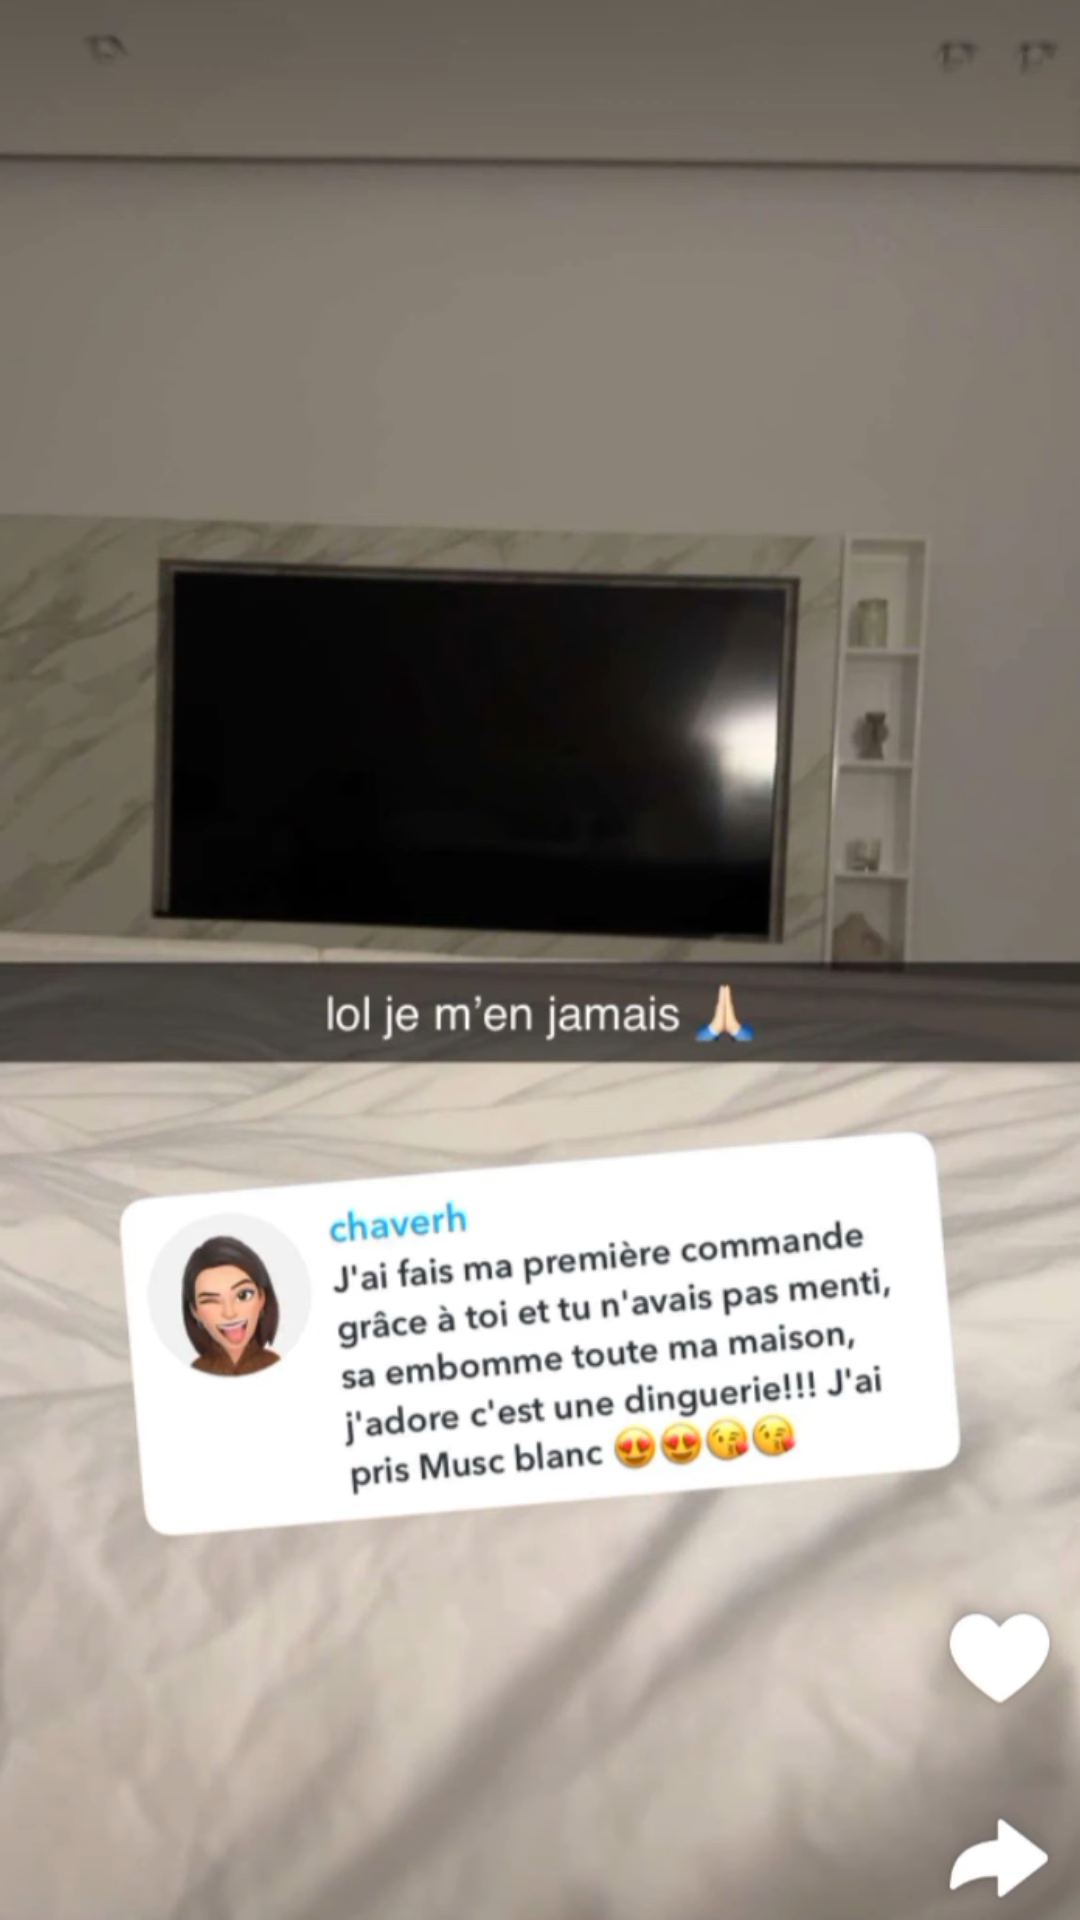 lol je m’en jamais 🙏🏻
chaverh
J'ai fais ma première commande
grâce à toi et tu n'avais pas menti,
sa embomme toute ma maison,
j'adore c'est une dinguerie!!! J'ai
pris Musc blanc 😍😍😘😘